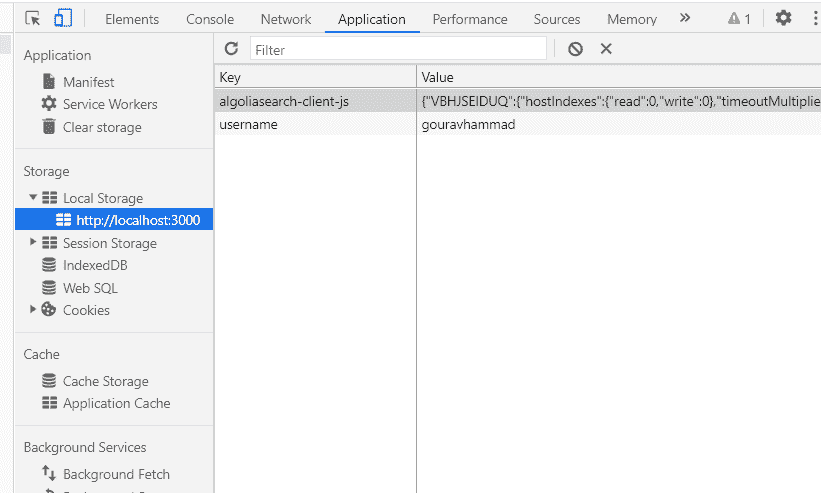 Elements Console Network Application Performance Sources Memory » 1
Application
Manifest
Service Workers
Clear storage
Storage
Local Storage
http://localhost:3000
Session Storage
IndexedDB
Web SQL
Cookies
Cache
Cache Storage
Application Cache
Background Services
Background Fetch
Filter
Key Value
algoliasearch-client-js {"VBHJSEIDUQ":{"hostIndexes":{"read":0,"write":0},"timeoutMultiplie
username gouravhammad